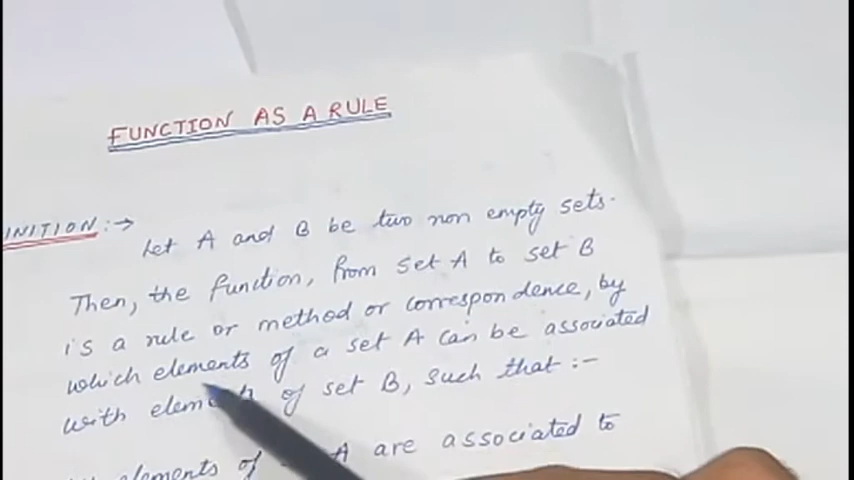 FUNCTION AS A RULE
INITION :→
Let A and B be two non empty sets.
Then, the function, from set A to set B
is a rule or method or correspondence, by
which elements of a set A can be associated
with elem of set B, such that :-
elements of A are associated to